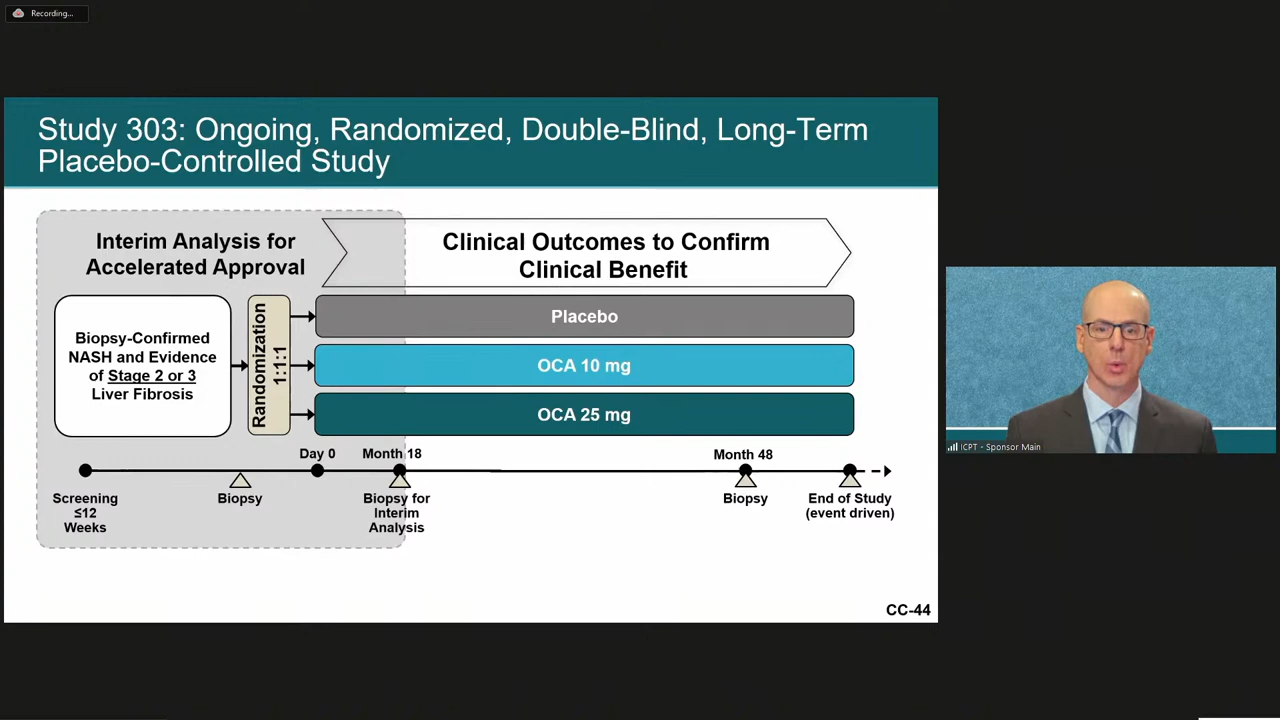 Recording...
Study 303: Ongoing, Randomized, Double-Blind, Long-Term
Placebo-Controlled Study
Interim Analysis for
Accelerated Approval
Clinical Outcomes to Confirm
Clinical Benefit
Biopsy-Confirmed
NASH and Evidence
of Stage 2 or 3
Liver Fibrosis
Randomization
1:1:1
Placebo
OCA 10 mg
OCA 25 mg
Day 0
Month 18
Month 48
Screening
≤12
Weeks
Biopsy
Biopsy for
Interim
Analysis
Biopsy
End of Study
(event driven)
CC-44
ICPT - Sponsor Main